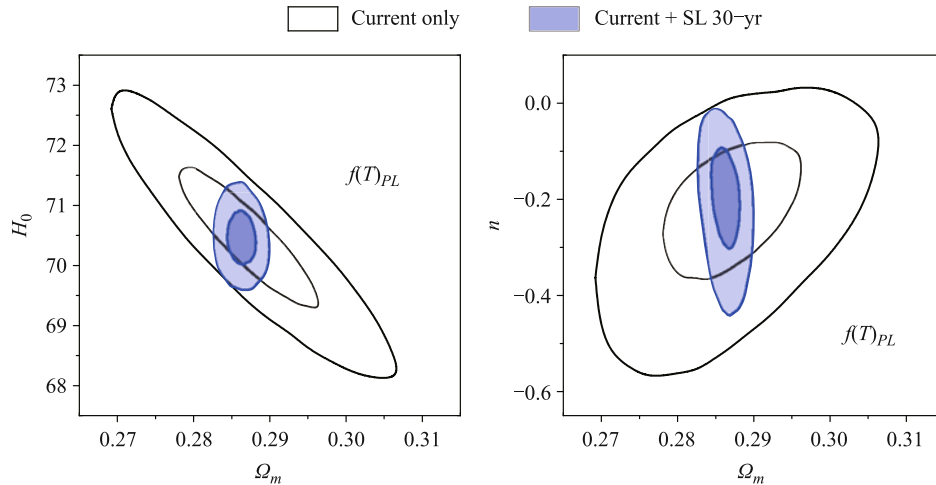 Current only
Current + SL 30−yr
73
72
71
70
69
68
H₀
f(T)PL
0.27
0.28
0.29
0.30
0.31
Ωm
0.0
−0.2
−0.4
−0.6
n
f(T)PL
0.27
0.28
0.29
0.30
0.31
Ωm